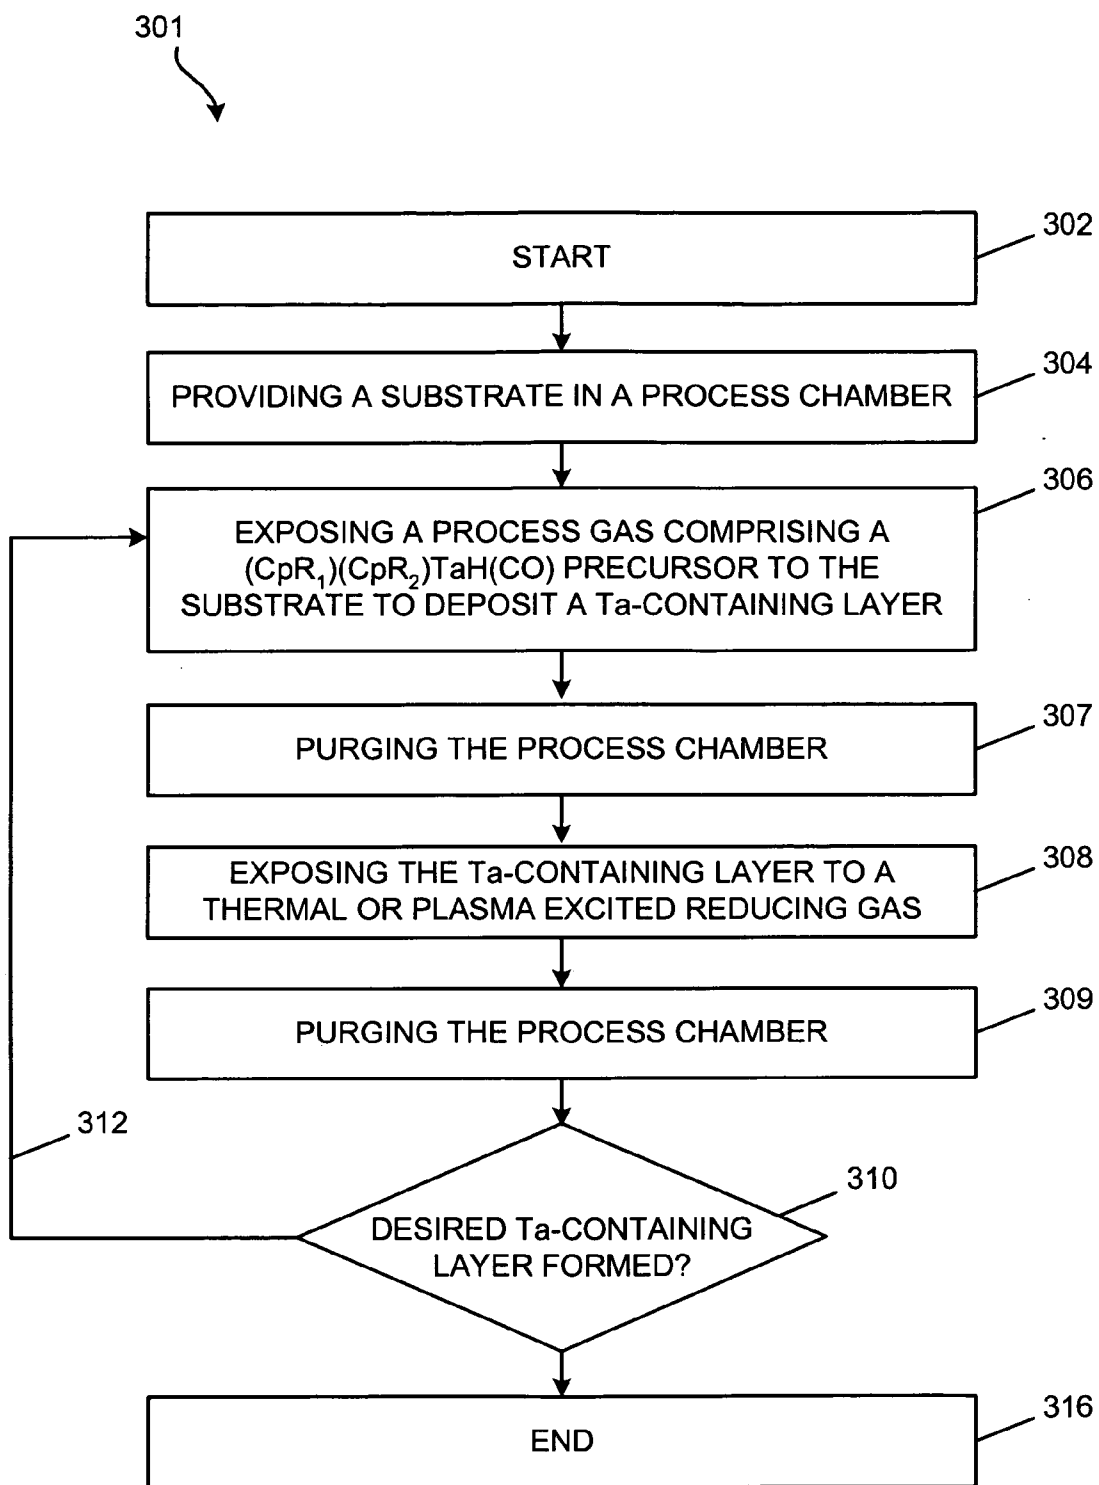 301
START
302
PROVIDING A SUBSTRATE IN A PROCESS CHAMBER
304
EXPOSING A PROCESS GAS COMPRISING A
(CpR₁)(CpR₂)TaH(CO) PRECURSOR TO THE
SUBSTRATE TO DEPOSIT A Ta-CONTAINING LAYER
306
PURGING THE PROCESS CHAMBER
307
EXPOSING THE Ta-CONTAINING LAYER TO A
THERMAL OR PLASMA EXCITED REDUCING GAS
308
PURGING THE PROCESS CHAMBER
309
312
310
DESIRED Ta-CONTAINING
LAYER FORMED?
END
316